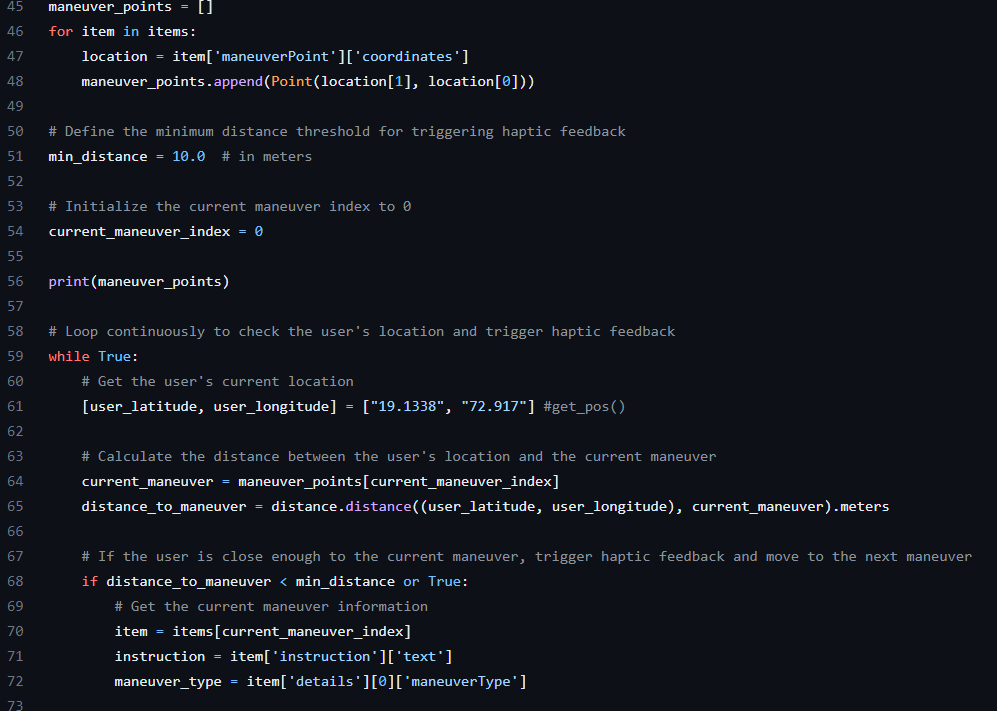 45 maneuver_points = []
46 for item in items:
47     location = item['maneuverPoint']['coordinates']
48     maneuver_points.append(Point(location[1], location[0]))
49
50 # Define the minimum distance threshold for triggering haptic feedback
51 min_distance = 10.0  # in meters
52
53 # Initialize the current maneuver index to 0
54 current_maneuver_index = 0
55
56 print(maneuver_points)
57
58 # Loop continuously to check the user's location and trigger haptic feedback
59 while True:
60     # Get the user's current location
61     [user_latitude, user_longitude] = ["19.1338", "72.917"] #get_pos()
62
63     # Calculate the distance between the user's location and the current maneuver
64     current_maneuver = maneuver_points[current_maneuver_index]
65     distance_to_maneuver = distance.distance((user_latitude, user_longitude), current_maneuver).meters
66
67     # If the user is close enough to the current maneuver, trigger haptic feedback and move to the next maneuver
68     if distance_to_maneuver < min_distance or True:
69         # Get the current maneuver information
70         item = items[current_maneuver_index]
71         instruction = item['instruction']['text']
72         maneuver_type = item['details'][0]['maneuverType']
73